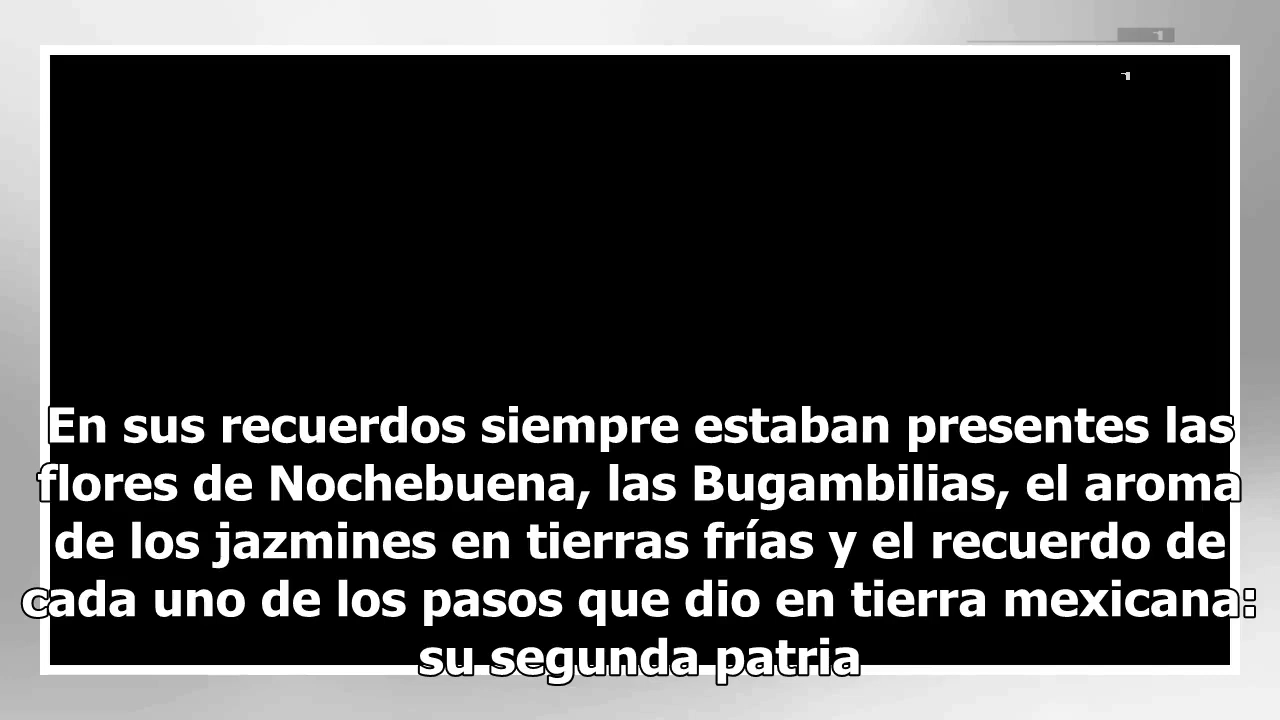 En sus recuerdos siempre estaban presentes las
flores de Nochebuena, las Bugambilias, el aroma
de los jazmines en tierras frías y el recuerdo de
cada uno de los pasos que dio en tierra mexicana:
su segunda patria